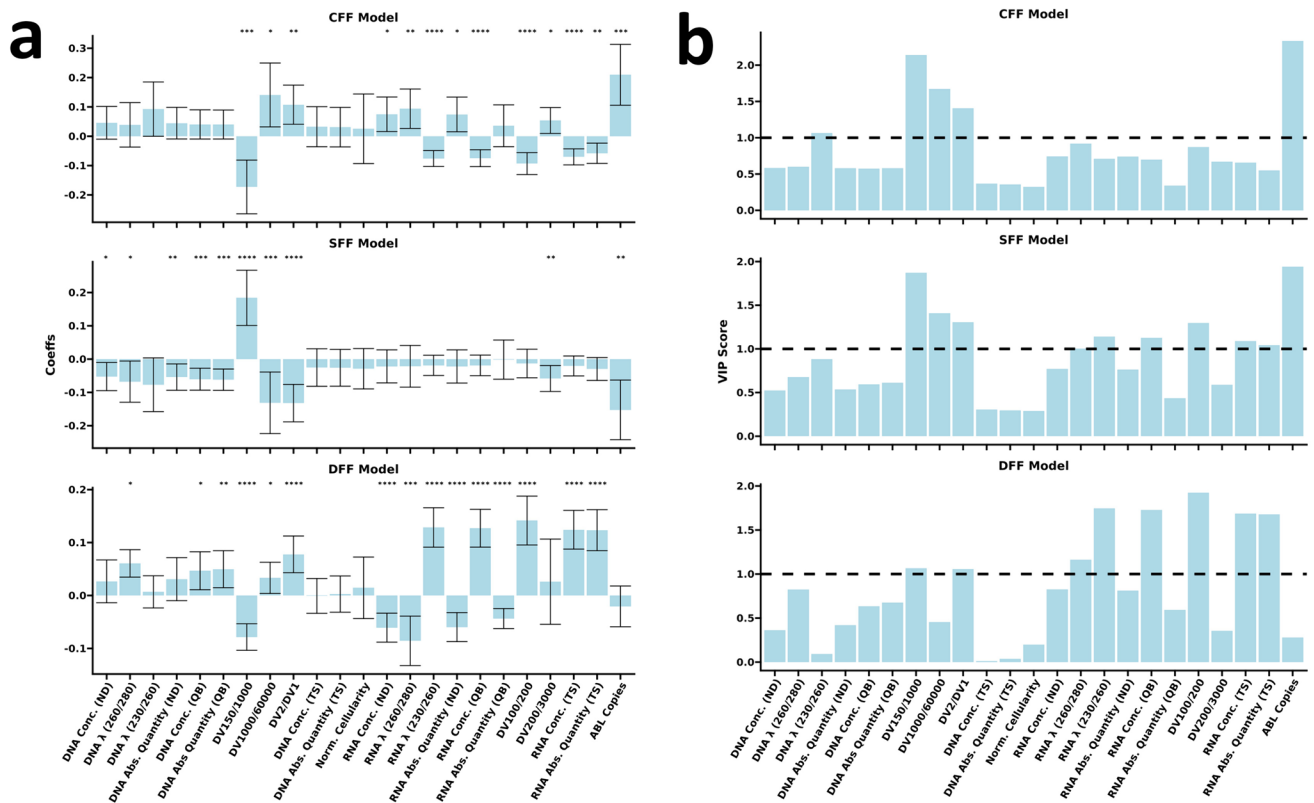 a
CFF Model
*** * ** * ** **** * **** **** * **** ** ***
0.3
0.2
0.1
0.0
-0.1
-0.2
SFF Model
* * ** *** *** **** *** **** ** **
0.2
0.1
0.0
-0.1
-0.2
Coeffs
DFF Model
* * ** **** * **** **** *** **** **** **** **** **** **** ****
0.2
0.1
0.0
-0.1
DNA Conc. (ND)
DNA λ (260/280)
DNA λ (230/260)
DNA Abs. Quantity (ND)
DNA Conc. (QB)
DNA Abs Quantity (QB)
DV150/1000
DV1000/60000
DV2/DV1
DNA Conc. (TS)
DNA Abs. Quantity (TS)
Norm. Cellularity
RNA Conc. (ND)
RNA λ (260/280)
RNA λ (230/260)
RNA Abs. Quantity (ND)
RNA Conc. (QB)
RNA Abs. Quantity (QB)
DV100/200
DV200/3000
RNA Conc. (TS)
RNA Abs. Quantity (TS)
ABL Copies
b
CFF Model
2.0
1.5
1.0
0.5
0.0
SFF Model
2.0
1.5
1.0
0.5
0.0
VIP Score
DFF Model
2.0
1.5
1.0
0.5
0.0
DNA Conc. (ND)
DNA λ (260/280)
DNA λ (230/260)
DNA Abs. Quantity (ND)
DNA Conc. (QB)
DNA Abs Quantity (QB)
DV150/1000
DV1000/60000
DV2/DV1
DNA Conc. (TS)
DNA Abs. Quantity (TS)
Norm. Cellularity
RNA Conc. (ND)
RNA λ (260/280)
RNA λ (230/260)
RNA Abs. Quantity (ND)
RNA Conc. (QB)
RNA Abs. Quantity (QB)
DV100/200
DV200/3000
RNA Conc. (TS)
RNA Abs. Quantity (TS)
ABL Copies